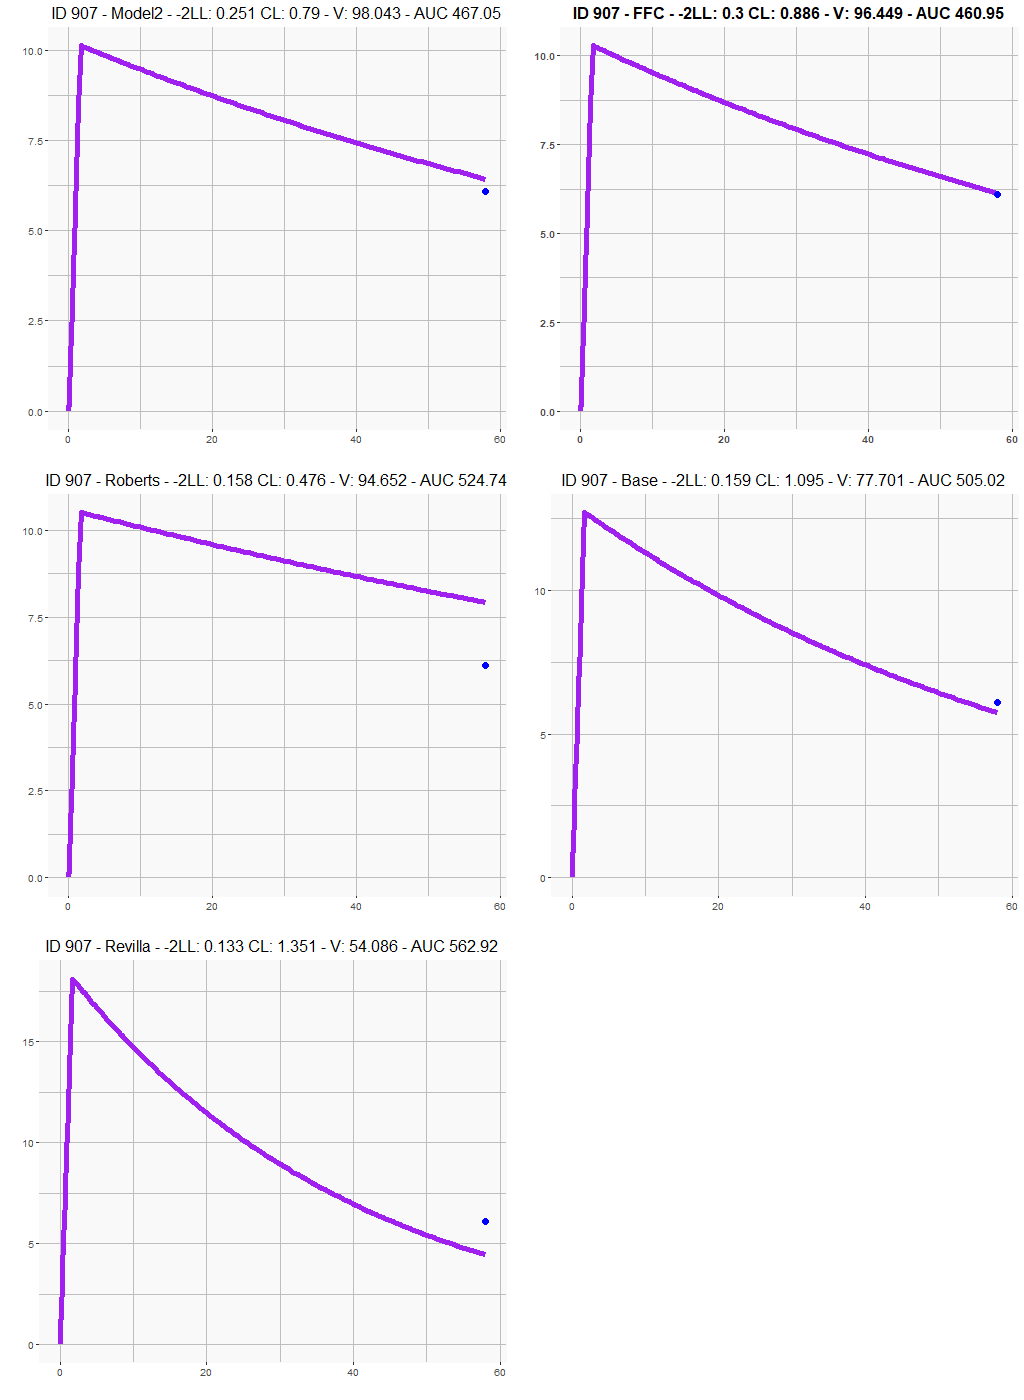 ID 907 - Model2 - -2LL: 0.251 CL: 0.79 - V: 98.043 - AUC 467.05
10.0
7.5
5.0
2.5
0.0
0 20 40 60
ID 907 - FFC - -2LL: 0.3 CL: 0.886 - V: 96.449 - AUC 460.95
10.0
7.5
5.0
2.5
0.0
0 20 40 60
ID 907 - Roberts - -2LL: 0.158 CL: 0.476 - V: 94.652 - AUC 524.74
10.0
7.5
5.0
2.5
0.0
0 20 40 60
ID 907 - Base - -2LL: 0.159 CL: 1.095 - V: 77.701 - AUC 505.02
10
5
0
0 20 40 60
ID 907 - Revilla - -2LL: 0.133 CL: 1.351 - V: 54.086 - AUC 562.92
15
10
5
0
0 20 40 60